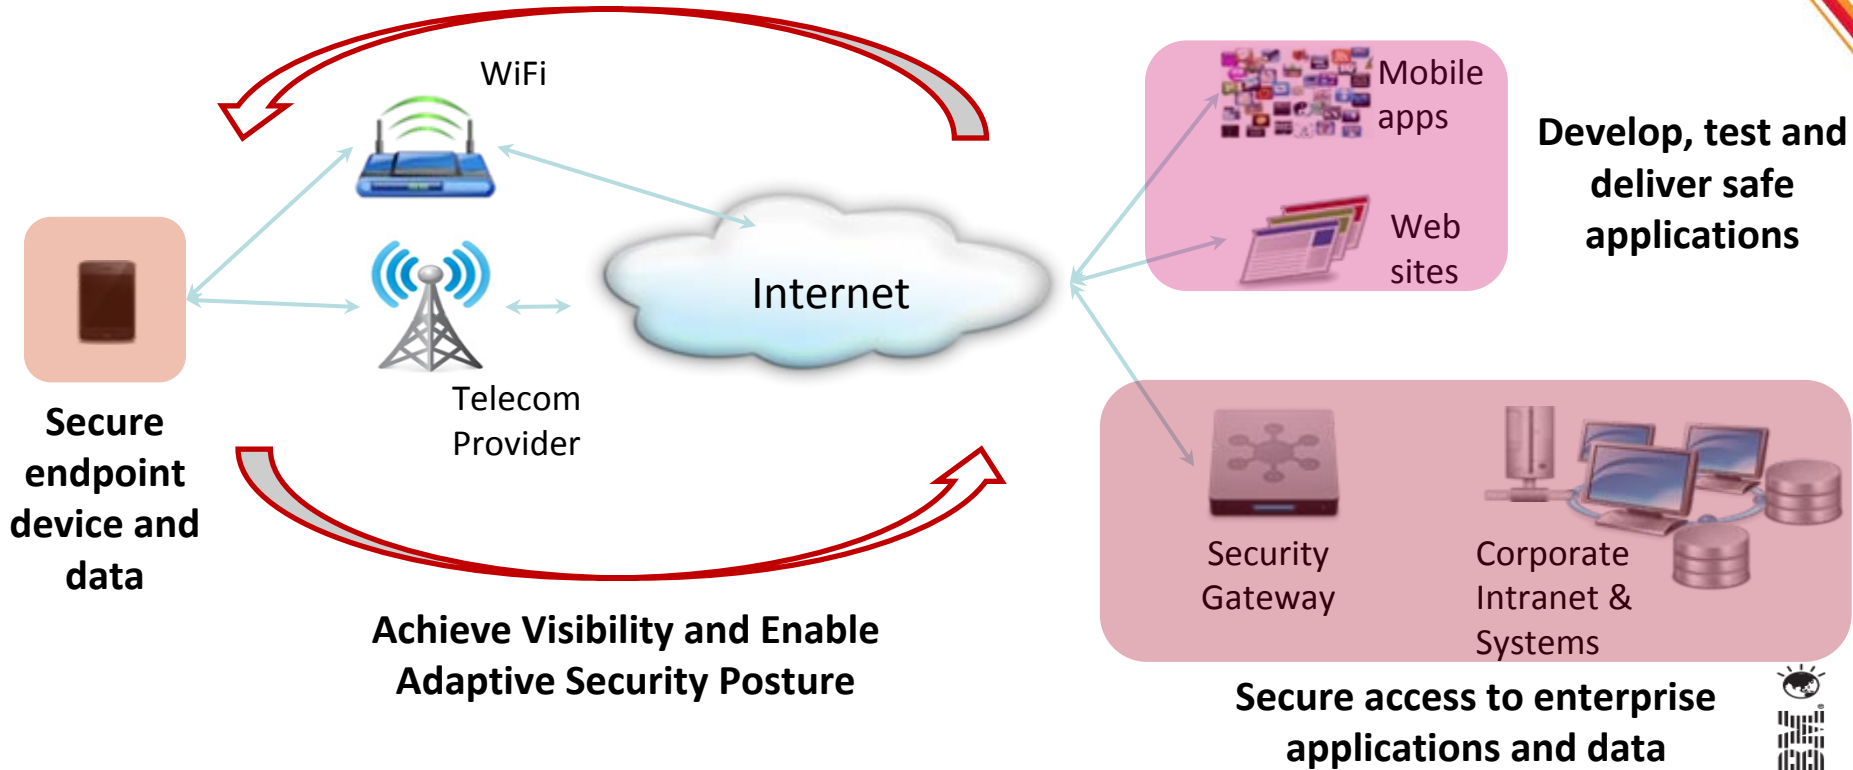 WiFi
Mobile
apps
Develop, test and
deliver safe
applications
Web
sites
Internet
Telecom
Provider
Secure
endpoint
device and
data
Security
Gateway
Corporate
Intranet &
Systems
Achieve Visibility and Enable
Adaptive Security Posture
Secure access to enterprise
applications and data
IBM